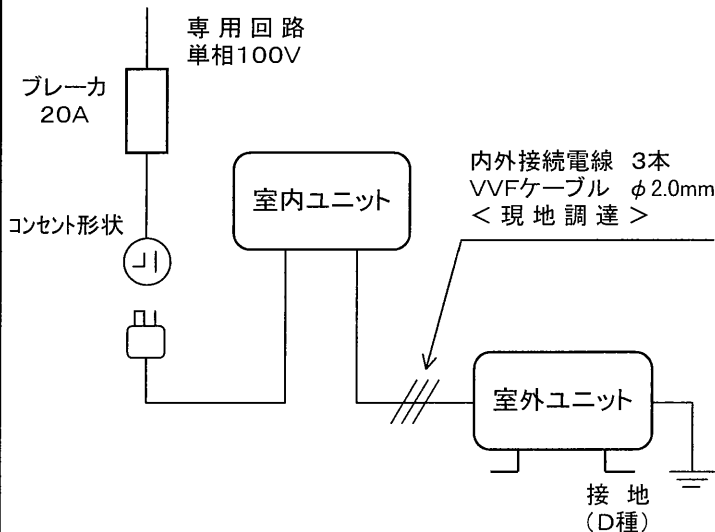 専用回路
単相100V
ブレーカ
20A
コンセント形状
室内ユニット
内外接続電線 3本
VVFケーブル φ2.0mm
<現地調達>
室外ユニット
接地
(D種)